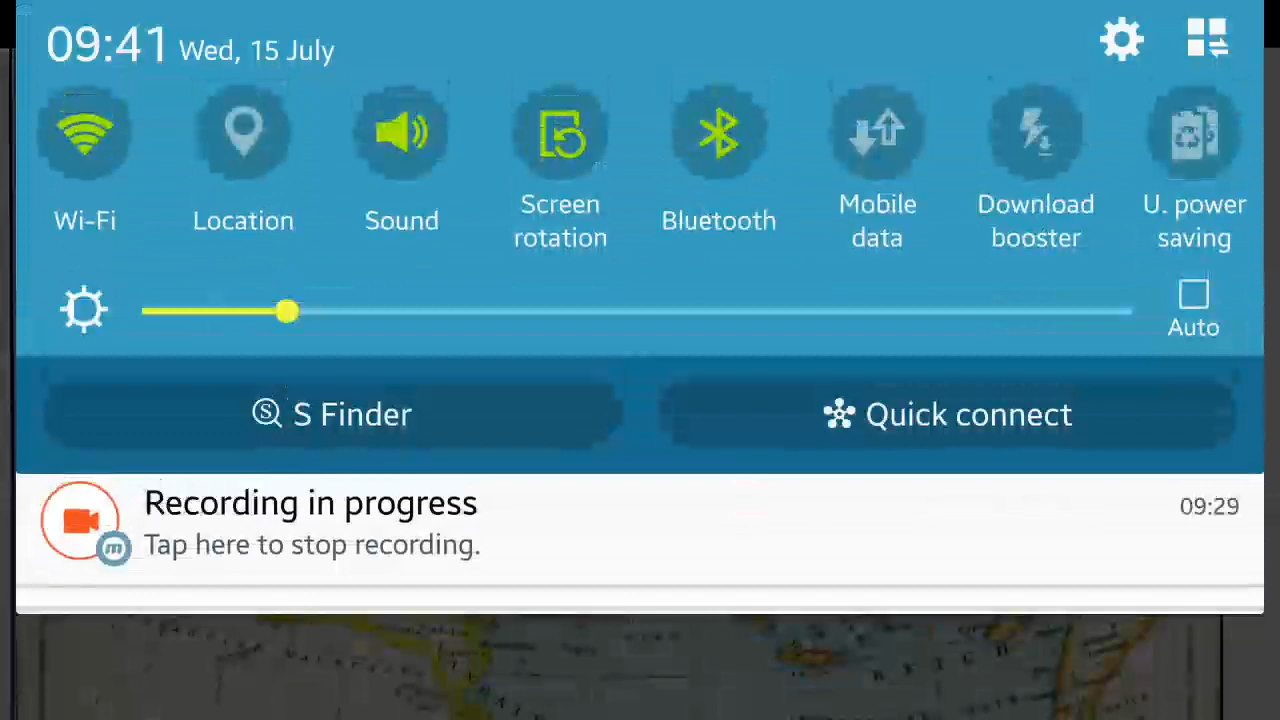 09:41 Wed, 15 July
Wi-Fi
Location
Sound
Screen
rotation
Bluetooth
Mobile
data
Download
booster
U. power
saving
Auto
S Finder
Quick connect
Recording in progress
09:29
m
Tap here to stop recording.